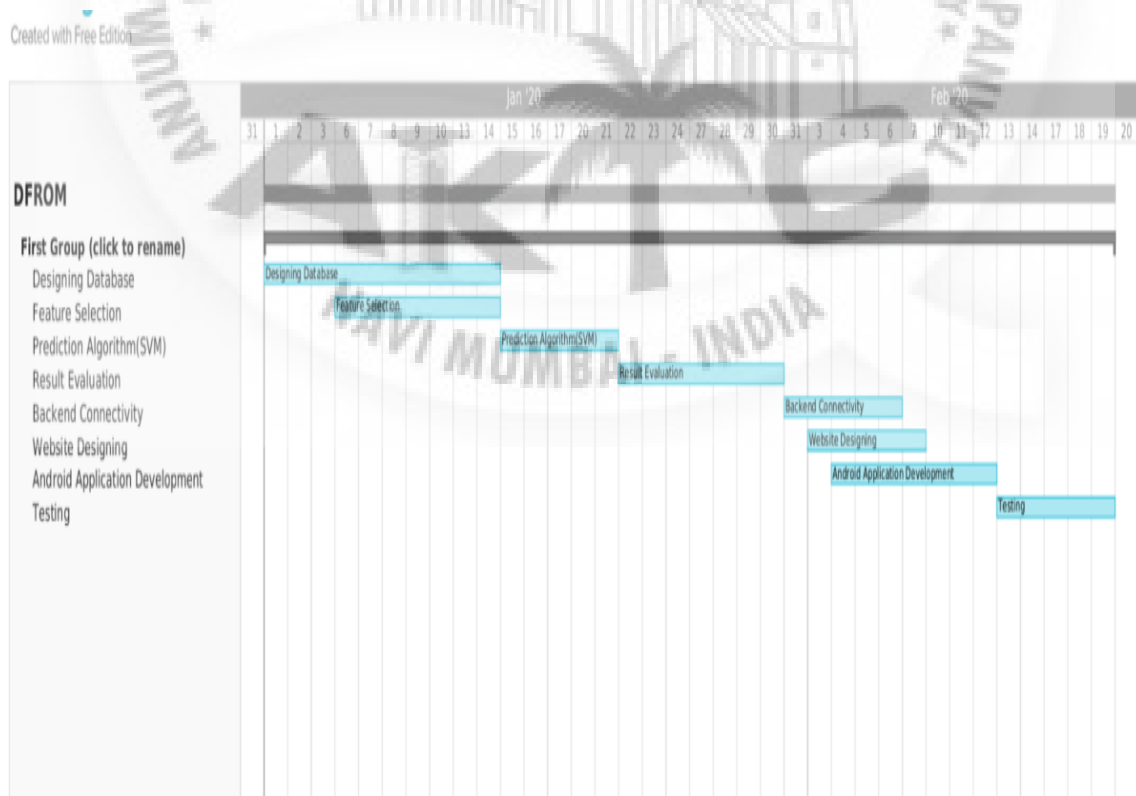 Created with Free Edition
ANJUM
Y
PANVEL
AKTC
NAVI MUMBAI - INDIA
Jan '20
Feb '20
31 1 2 3 6 7 8 9 10 13 14 15 16 17 20 21 22 23 24 27 28 29 30 31 3 4 5 6 7 10 11 12 13 14 17 18 19 20
DFROM
First Group (click to rename)
Designing Database
Designing Database
Feature Selection
Feature Selection
Prediction Algorithm(SVM)
Prediction Algorithm(SVM)
Result Evaluation
Result Evaluation
Backend Connectivity
Backend Connectivity
Website Designing
Website Designing
Android Application Development
Android Application Development
Testing
Testing